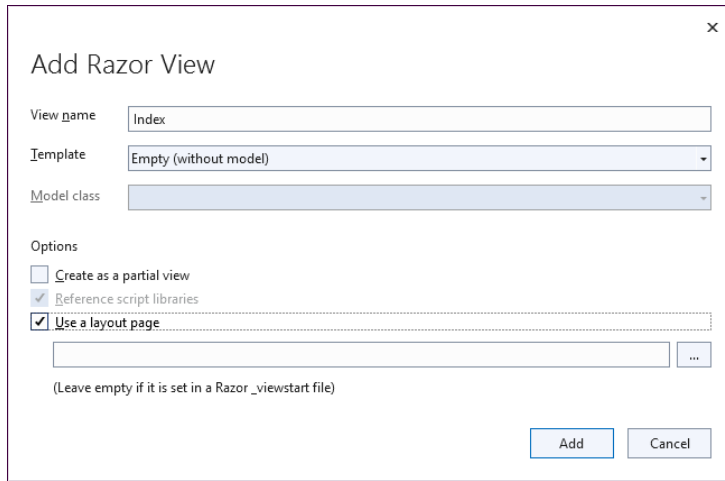 ×
Add Razor View
View name
Index
Template
Empty (without model)
Model class
Options
Create as a partial view
Reference script libraries
Use a layout page
...
(Leave empty if it is set in a Razor _viewstart file)
Add
Cancel